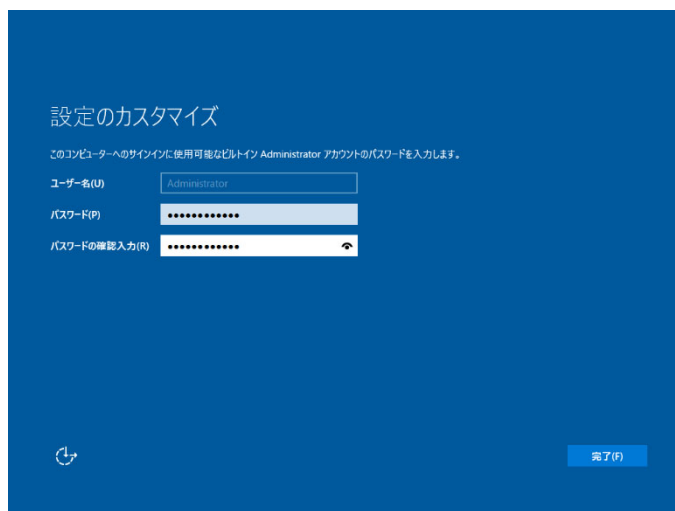 設定のカスタマイズ
このコンピューターへのサインインに使用可能なビルトイン Administrator アカウントのパスワードを入力します。
ユーザー名(U) Administrator
パスワード(P) ●●●●●●●●●●●●
パスワードの確認入力(R) ●●●●●●●●●●●●
完了(F)